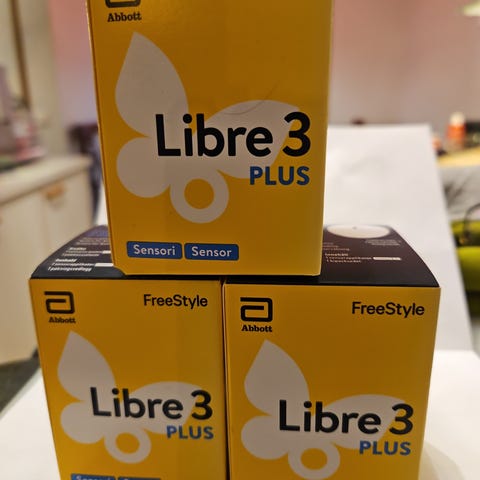 Abbott
Libre 3
PLUS
Sensori Sensor
Abbott
FreeStyle
Libre 3
PLUS
Abbott
FreeStyle
Libre 3
PLUS